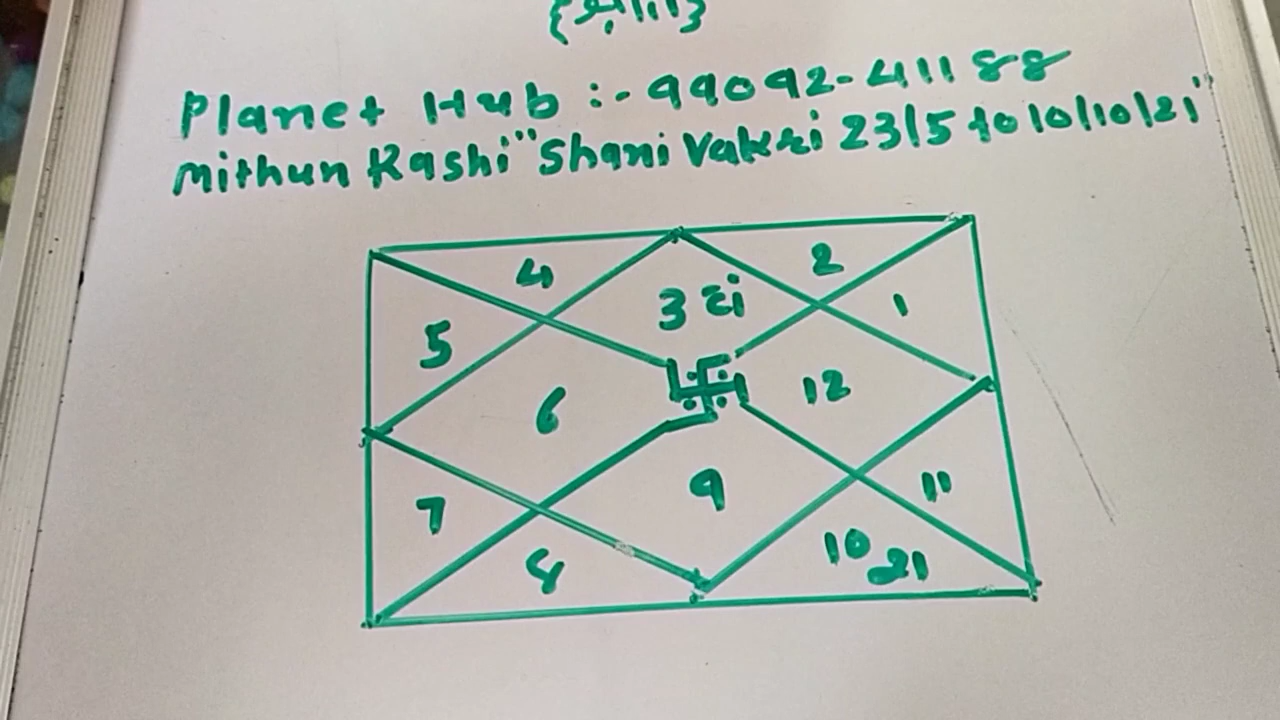 Planet Hub :- 99092-41188
mithun Rashi "Shani Vakri 23/5 to 10/10/21"
4
2
3 ચં
1
5
12
6
9
11
7
10 શ
8